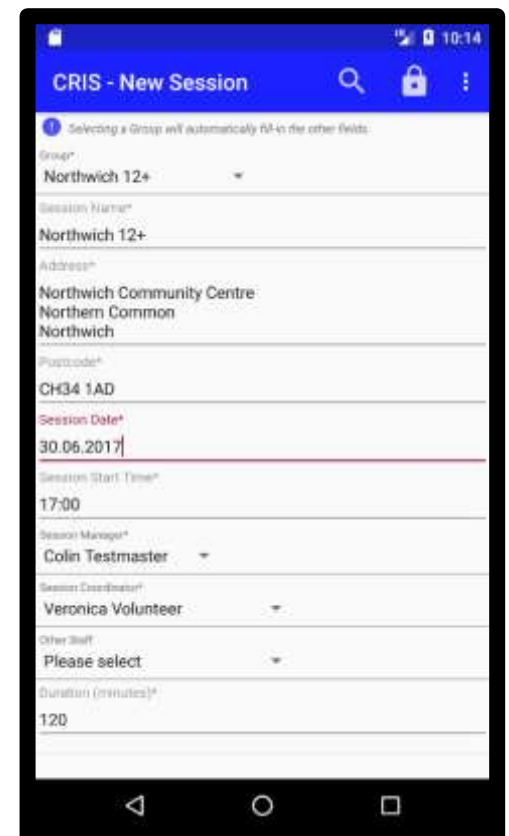 10:14
CRIS - New Session
Selecting a Group will automatically fill-in the other fields.
Group*
Northwich 12+
Session Name*
Northwich 12+
Address*
Northwich Community Centre
Northern Common
Northwich
Postcode*
CH34 1AD
Session Date*
30.06.2017
Session Start Time*
17:00
Session Manager*
Colin Testmaster
Session Coordinator*
Veronica Volunteer
Other Staff
Please select
Duration (minutes)*
120